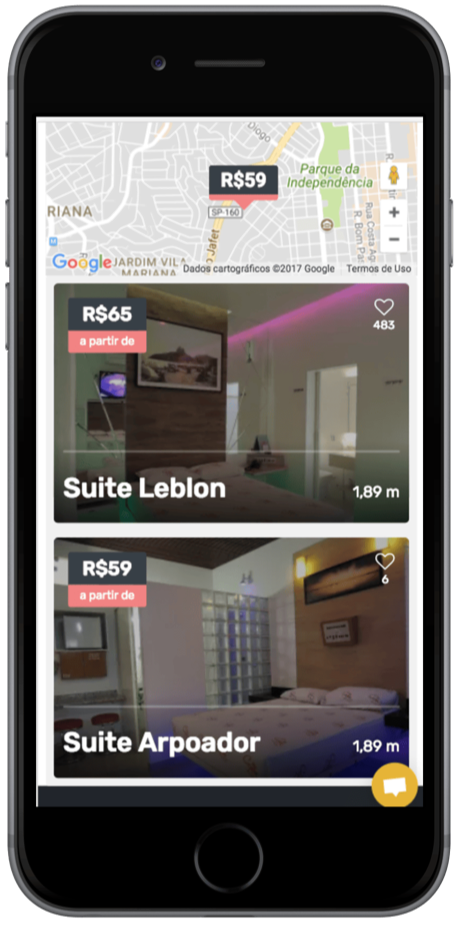 Diogo
R$59
Parque da
Independência
R.
RIANA
SP-160
o Jafet
Rua Costa Ag
R. Bom Pa
+
−
Google
JARDIM VILA
MARIANA
Dados cartográficos ©2017 Google
Termos de Uso
R$65
a partir de
483
Suite Leblon
1,89 m
R$59
a partir de
6
Suite Arpoador
1,89 m